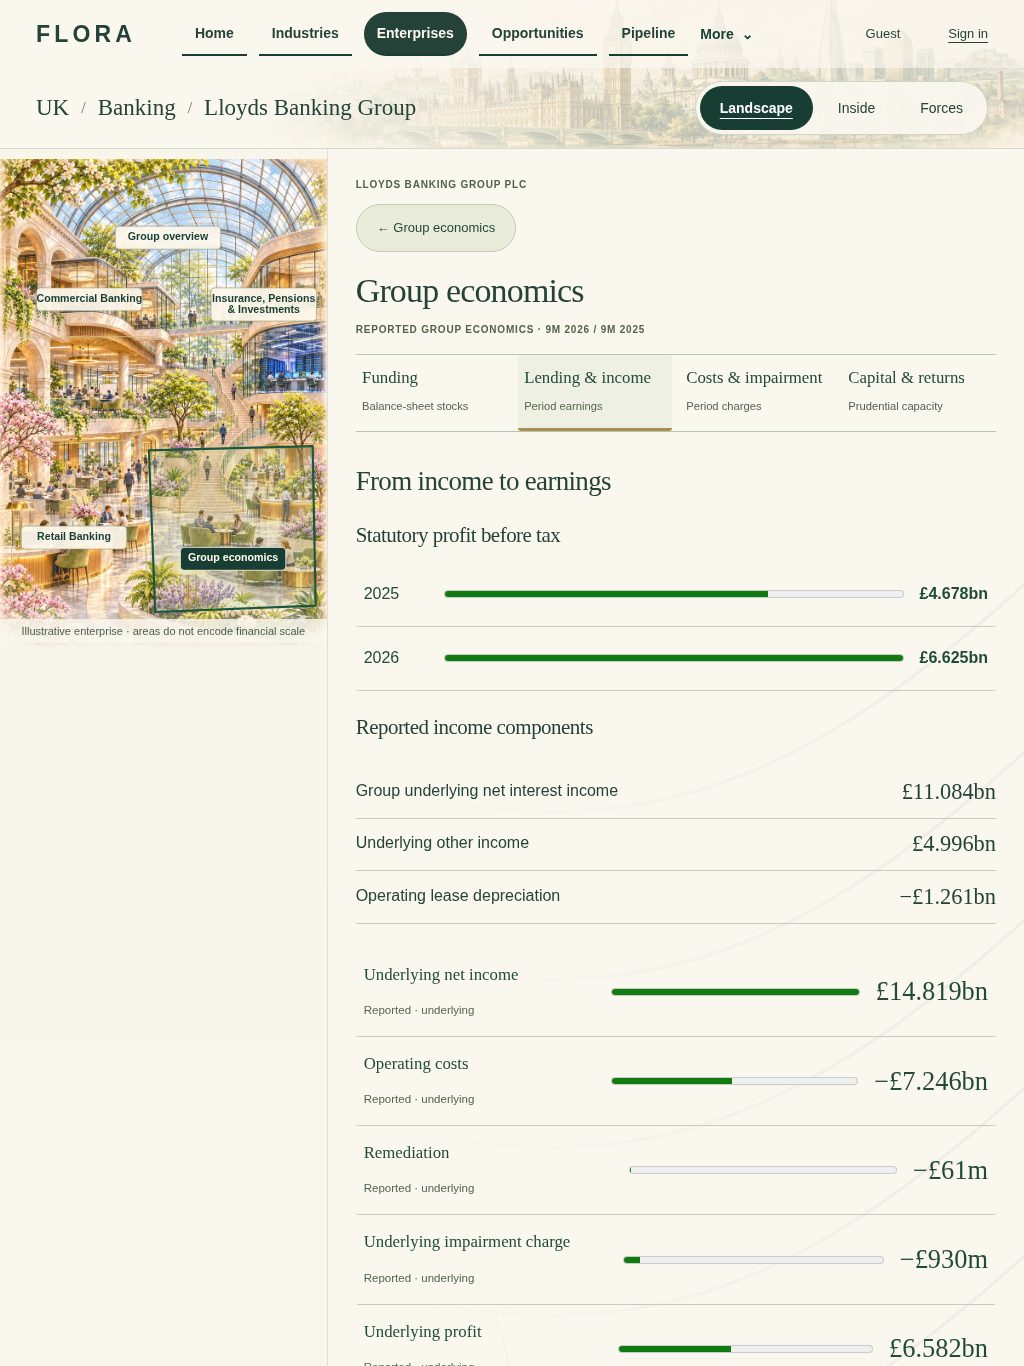 FLORA
Home
Industries
Enterprises
Opportunities
Pipeline
More
Guest
Sign in
UK / Banking / Lloyds Banking Group
Landscape
Inside
Forces
Group overview
Commercial Banking
Insurance, Pensions
& Investments
Retail Banking
Group economics
Illustrative enterprise · areas do not encode financial scale
LLOYDS BANKING GROUP PLC
← Group economics
Group economics
REPORTED GROUP ECONOMICS · 9M 2026 / 9M 2025
Funding
Balance-sheet stocks
Lending & income
Period earnings
Costs & impairment
Period charges
Capital & returns
Prudential capacity
From income to earnings
Statutory profit before tax
2025 £4.678bn
2026 £6.625bn
Reported income components
Group underlying net interest income £11.084bn
Underlying other income £4.996bn
Operating lease depreciation −£1.261bn
Underlying net income
Reported · underlying
£14.819bn
Operating costs
Reported · underlying
−£7.246bn
Remediation
Reported · underlying
−£61m
Underlying impairment charge
Reported · underlying
−£930m
Underlying profit
Reported · underlying
£6.582bn